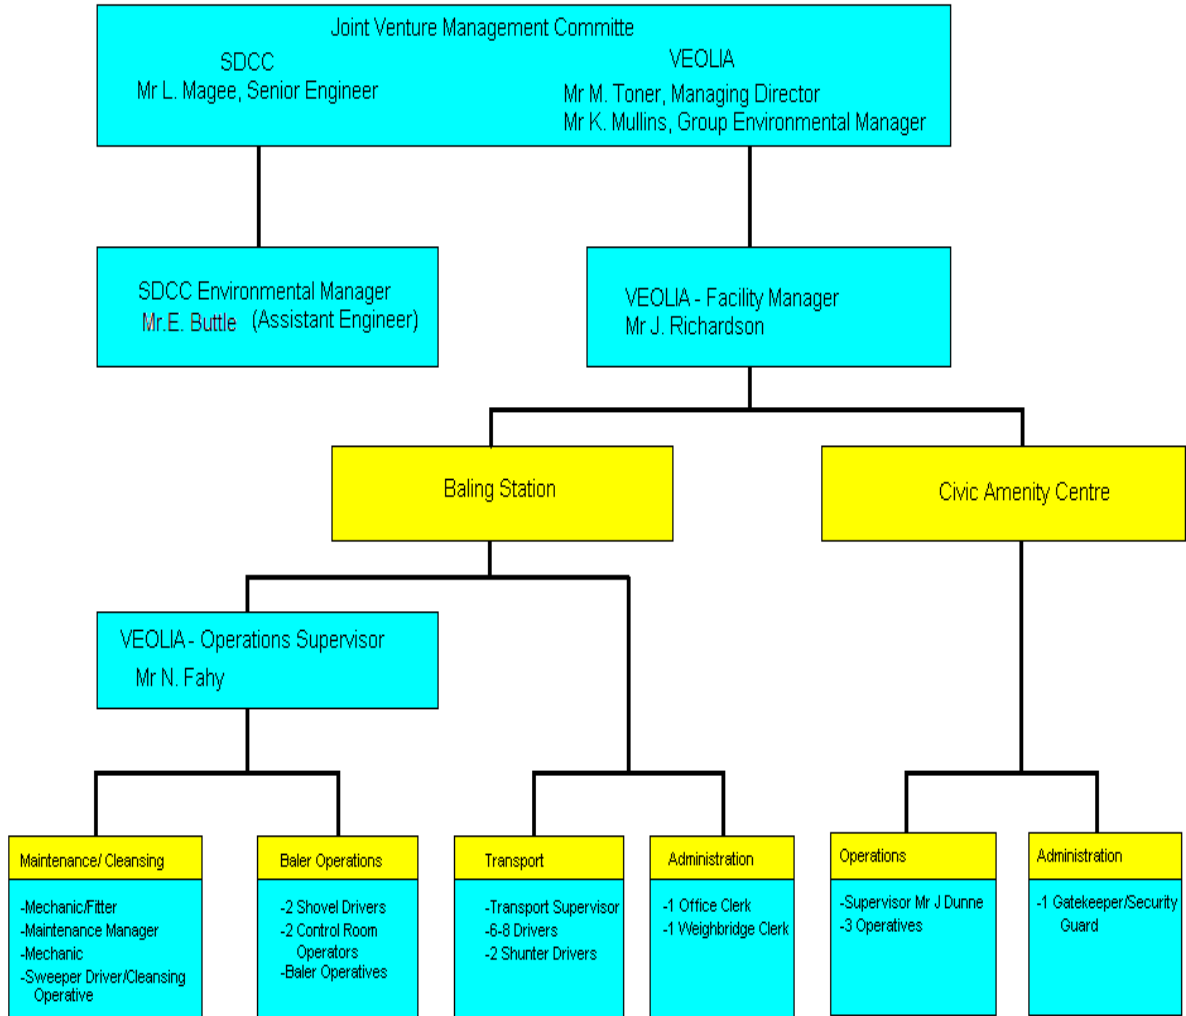 Joint Venture Management Committe
SDCC
Mr L. Magee, Senior Engineer
VEOLIA
Mr M. Toner, Managing Director
Mr K. Mullins, Group Environmental Manager
SDCC Environmental Manager
Mr.E. Buttle (Assistant Engineer)
VEOLIA - Facility Manager
Mr J. Richardson
Baling Station
Civic Amenity Centre
VEOLIA - Operations Supervisor
Mr N. Fahy
Maintenance/ Cleansing
-Mechanic/Fitter
-Maintenance Manager
-Mechanic
-Sweeper Driver/Cleansing
Operative
Baler Operations
-2 Shovel Drivers
-2 Control Room
Operators
-Baler Operatives
Transport
-Transport Supervisor
-6-8 Drivers
-2 Shunter Drivers
Administration
-1 Office Clerk
-1 Weighbridge Clerk
Operations
-Supervisor Mr J Dunne
-3 Operatives
Administration
-1 Gatekeeper/Security
Guard